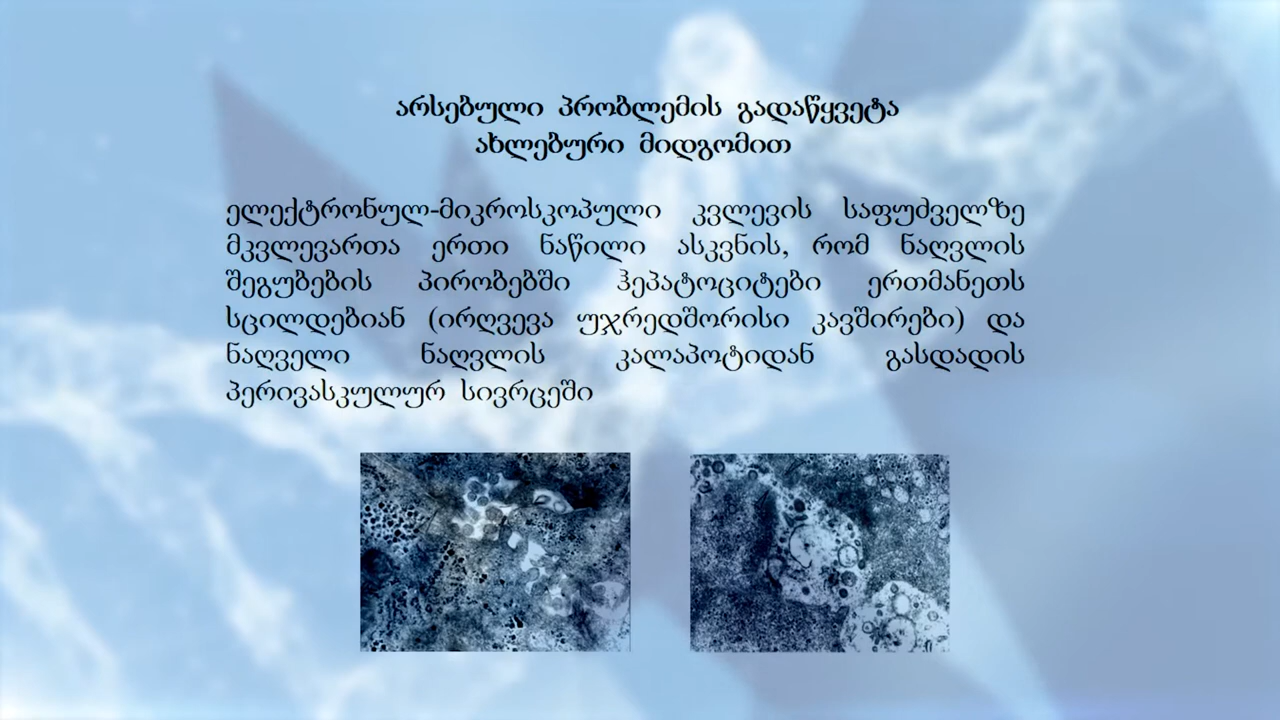 არსებული პრობლემის გადაწყვეტა
ახლებური მიდგომით
ელექტრონულ-მიკროსკოპული კვლევის საფუძველზე
მკვლევართა ერთი ნაწილი ასკვნის, რომ ნაღვლის
შეგუბების პირობებში ჰეპატოციტები ერთმანეთს
სცილდებიან (ირღვევა უჯრედშორისი კავშირები) და
ნაღველი ნაღვლის კალაპოტიდან გასდადის
პერივასკულურ სივრცეში